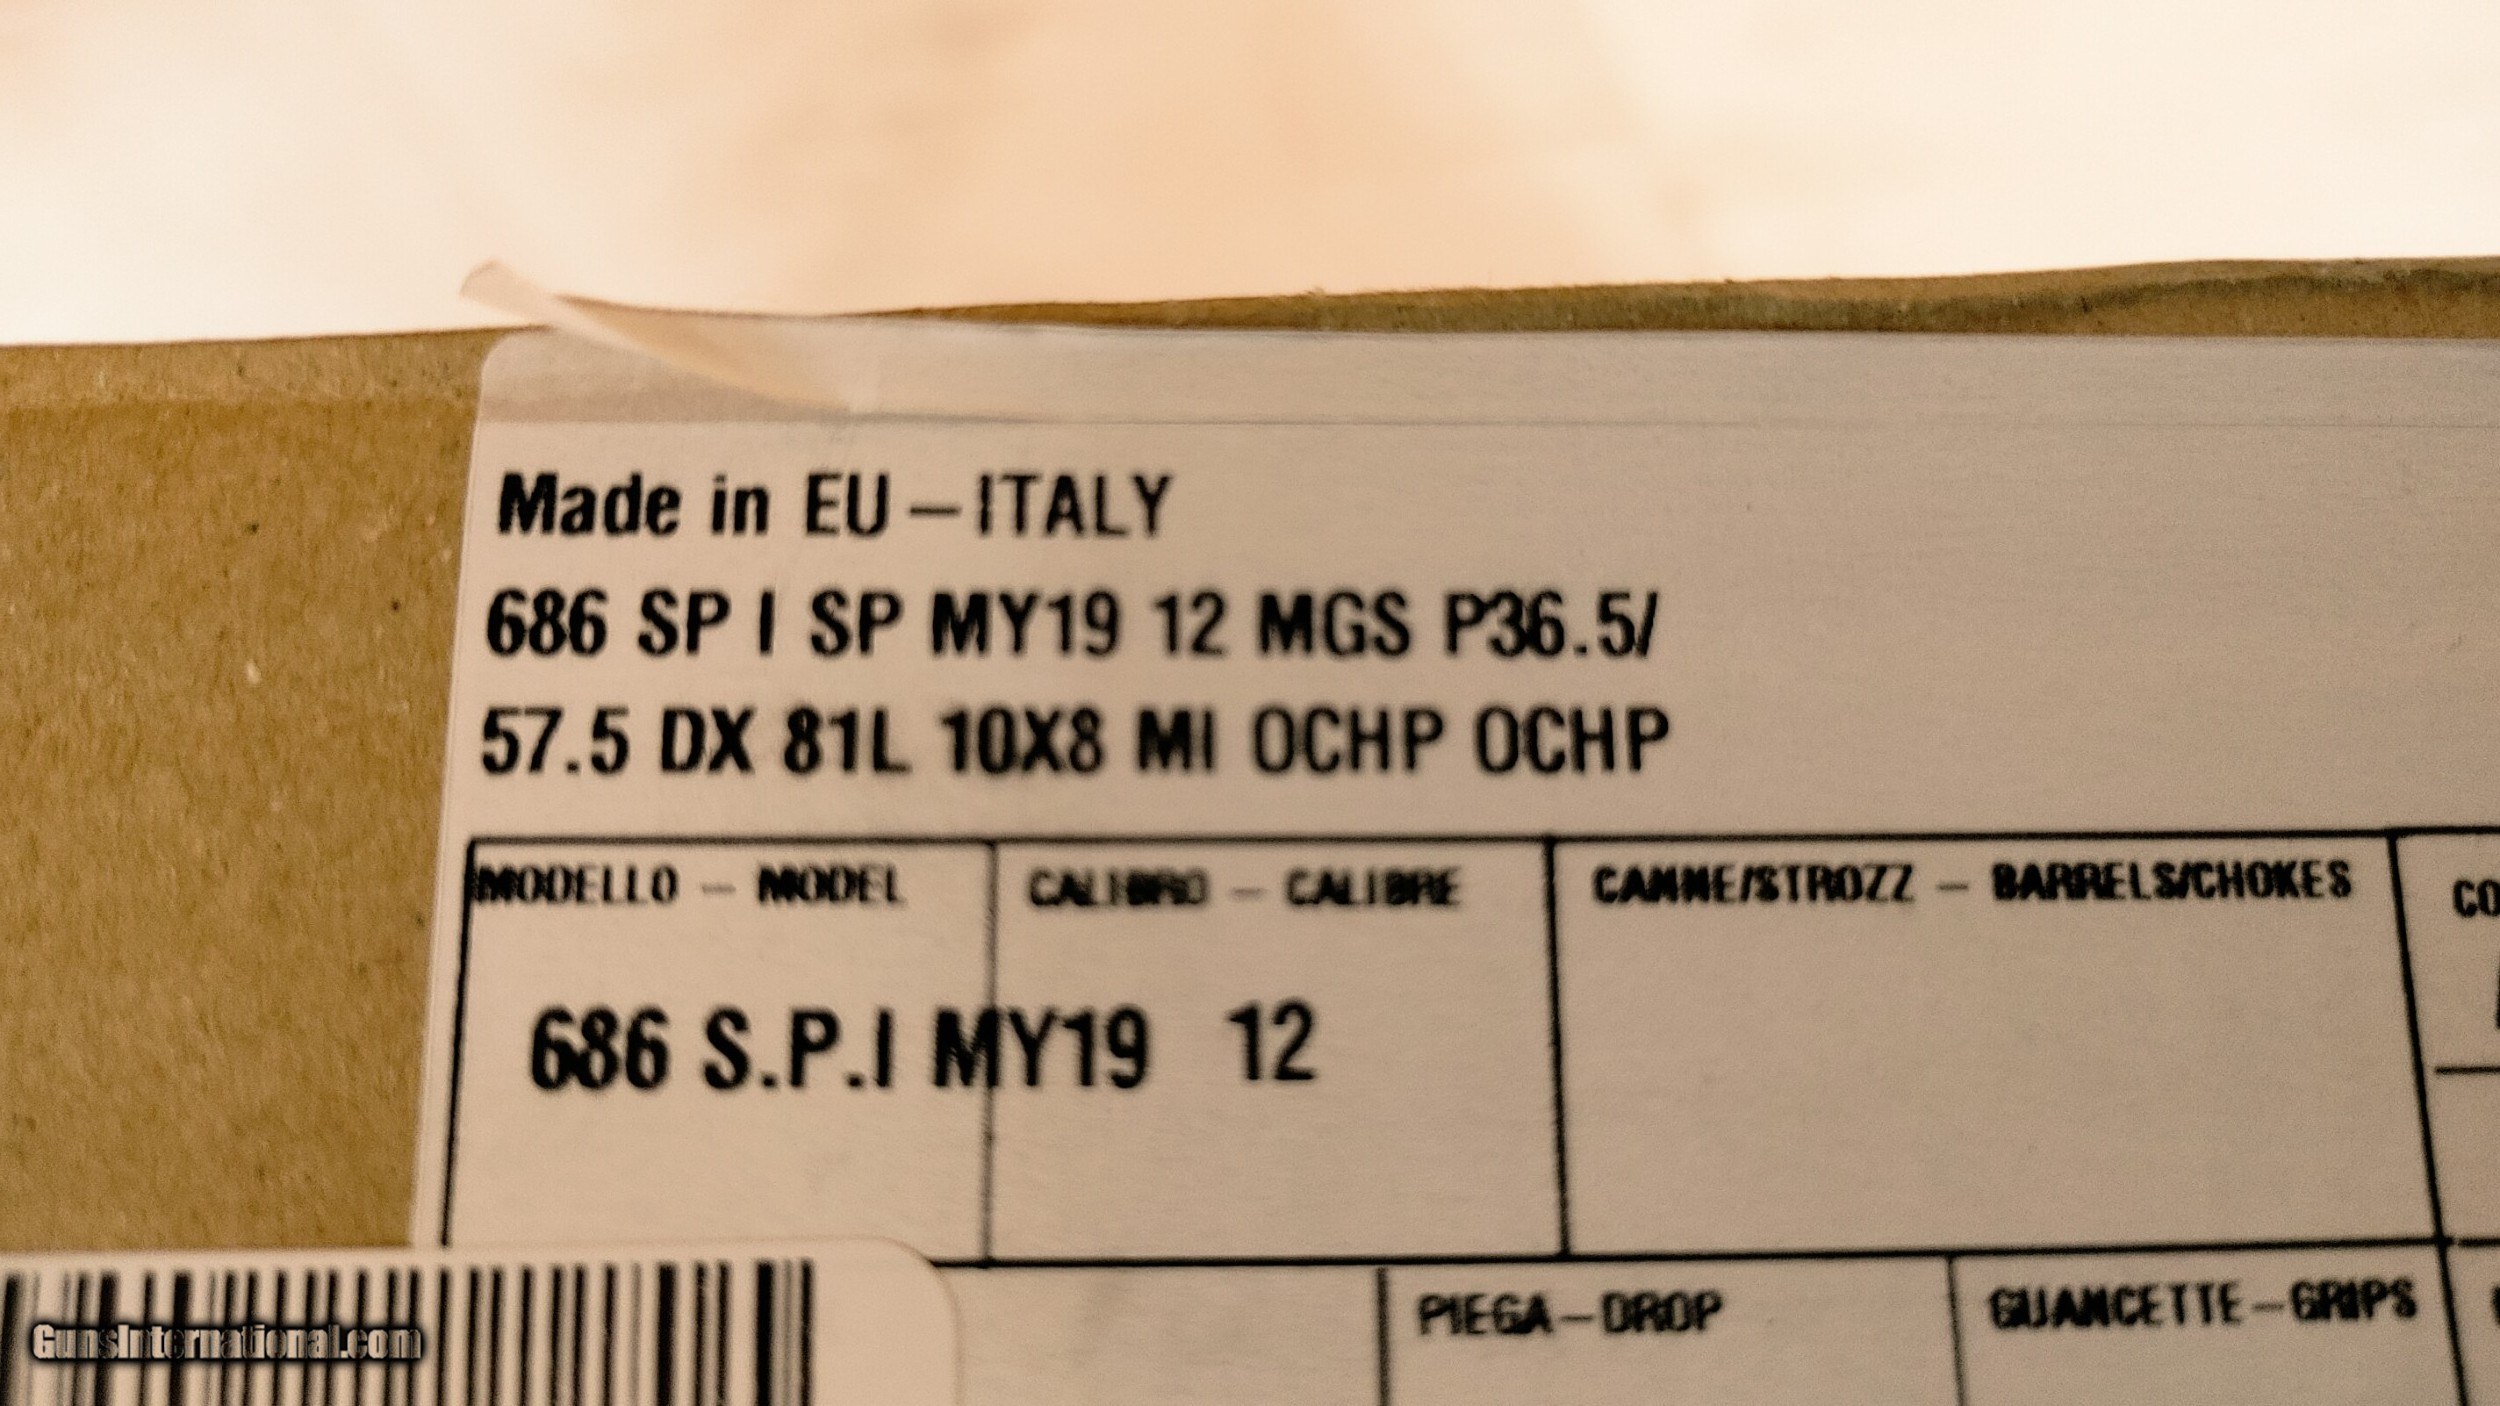 Made in EU – ITALY
686 SP I SP MY19 12 MGS P36.5/
57.5 DX 81L 10X8 MI OCHP OCHP
MODELLO – MODEL
CALIBRO – CALIBRE
CANNE/STROZZ – BARRELS/CHOKES
CO
686 S.P.I MY19 12
PIEGA – DROP
GUANCETTE – GRIPS
GunsInternational.com